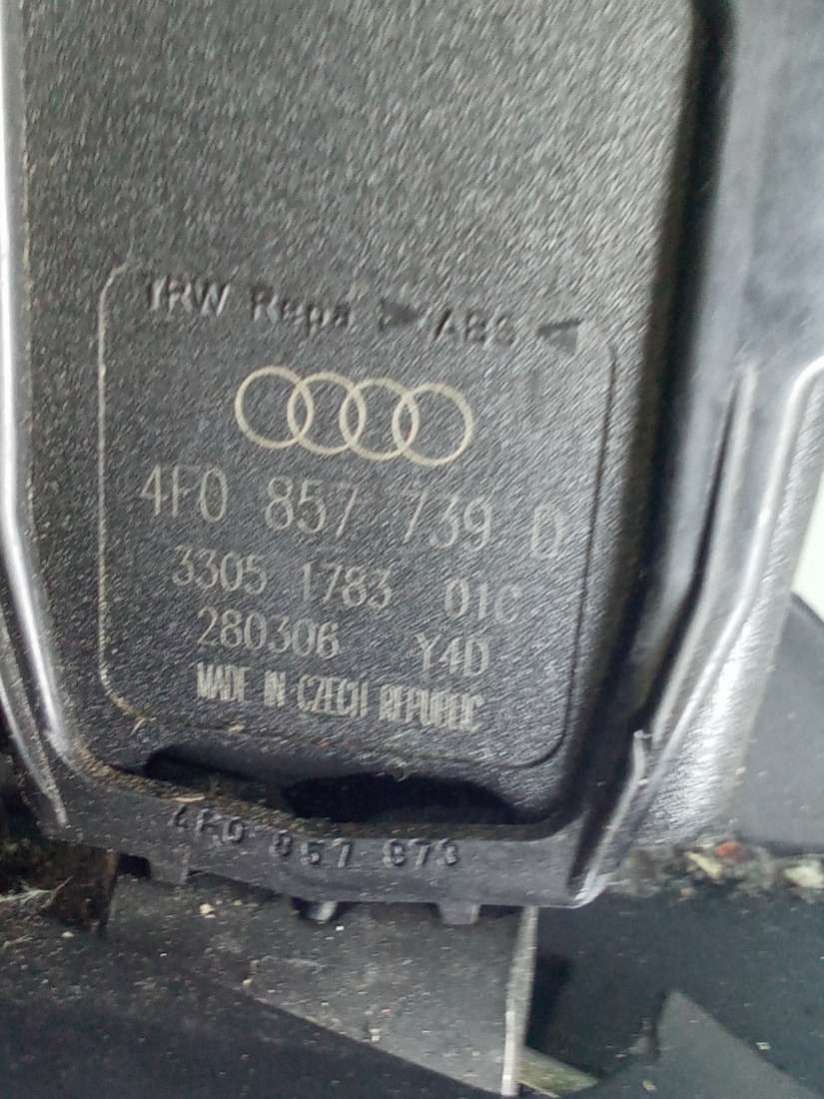 TRW Repa >ABS<
4F0 857 739 D
3305 1783 01C
280306 Y4D
MADE IN CZECH REPUBLIC
4F0 857 873